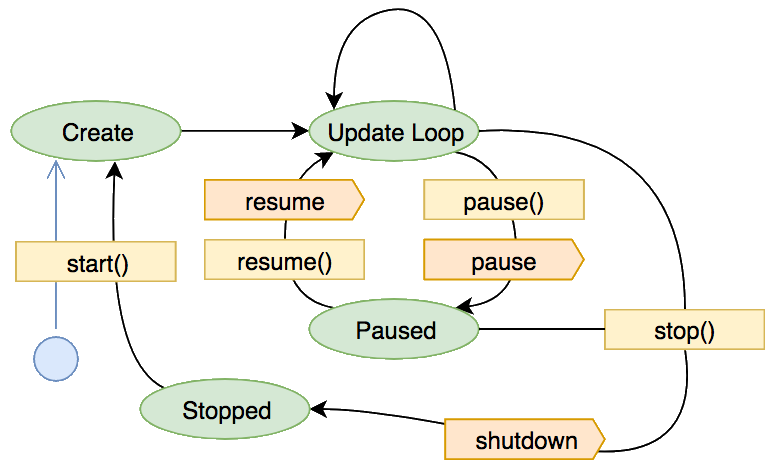 Create
Update Loop
resume
pause()
start()
resume()
pause
Paused
stop()
Stopped
shutdown